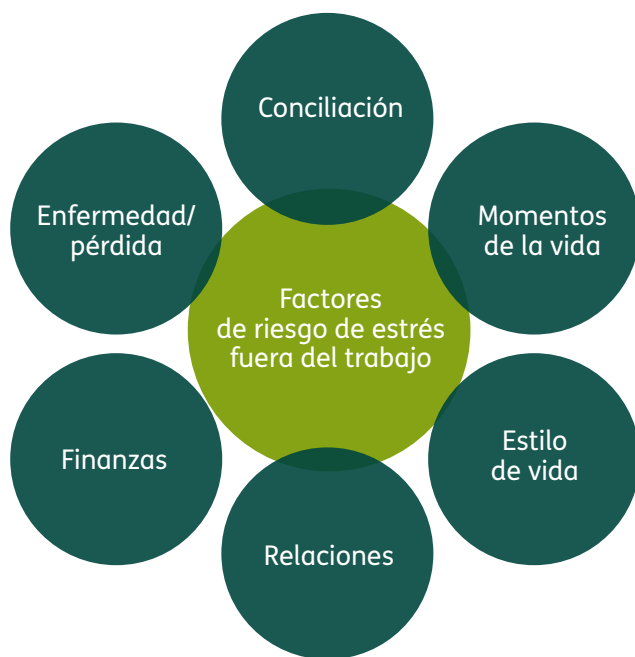 Conciliación
Enfermedad/
pérdida
Momentos
de la vida
Factores
de riesgo de estrés
fuera del trabajo
Finanzas
Estilo
de vida
Relaciones